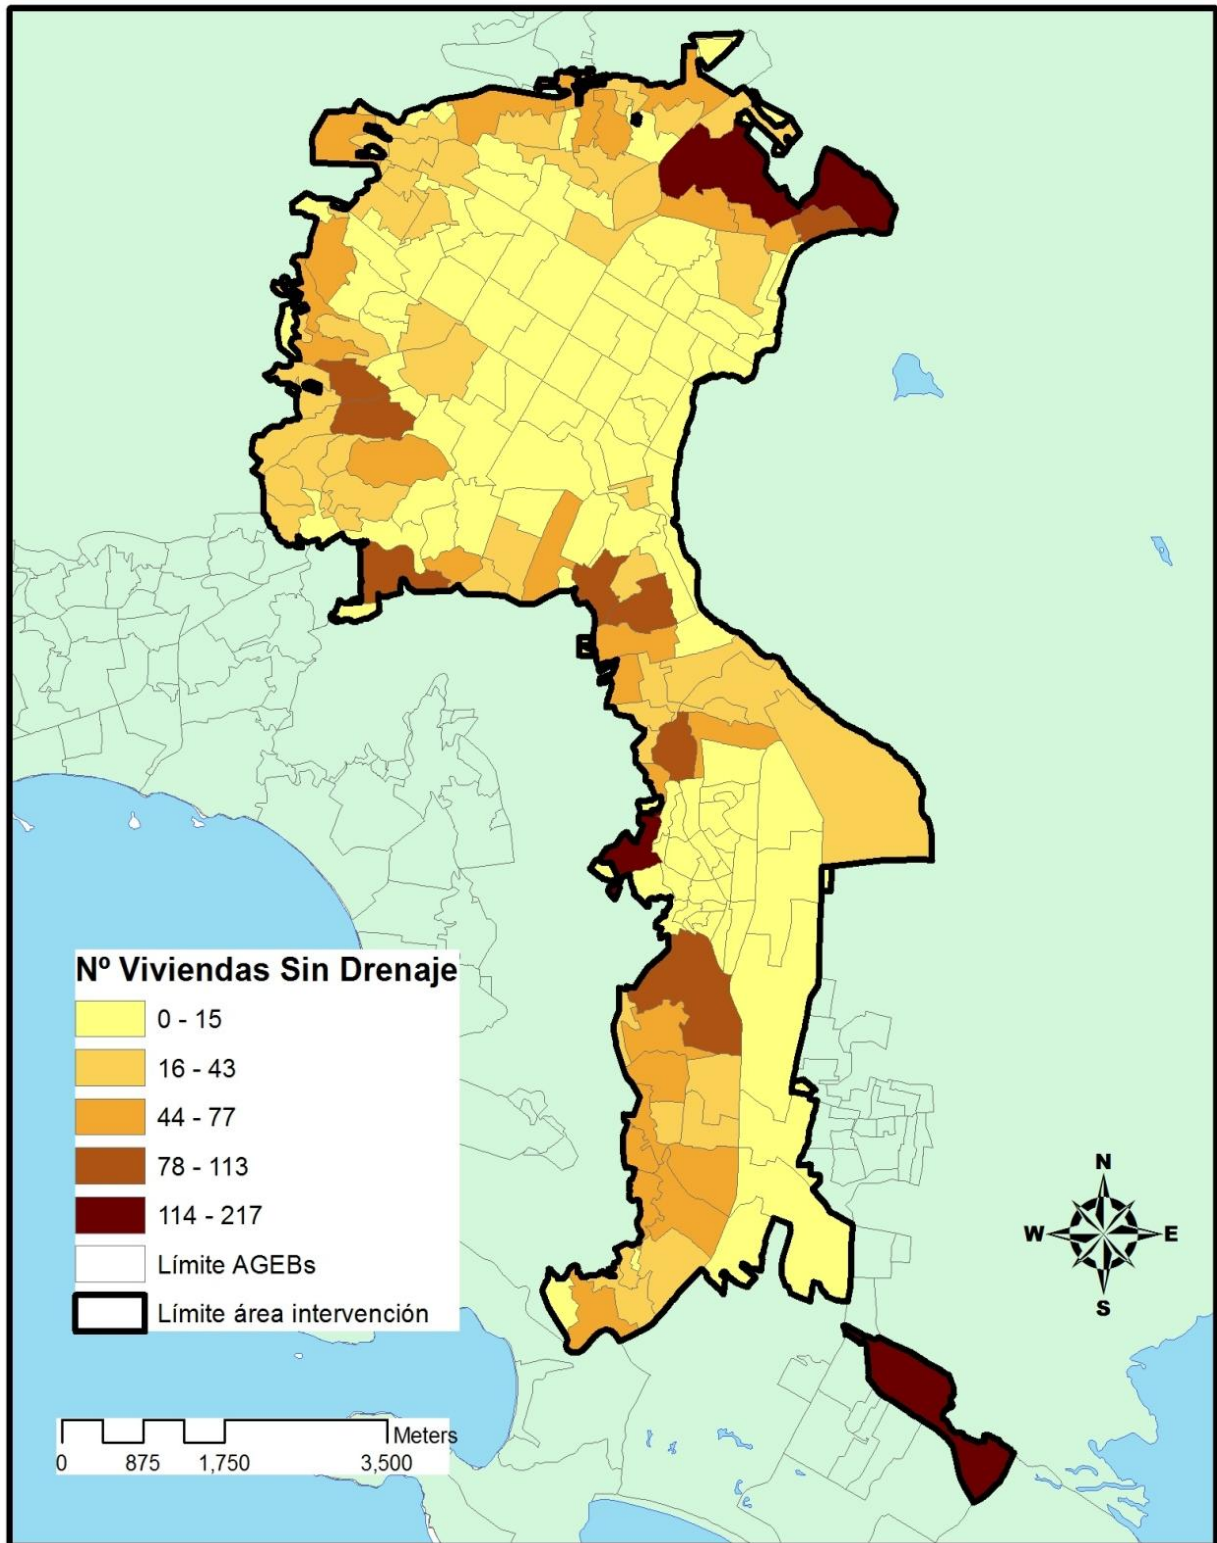 Nº Viviendas Sin Drenaje
0 - 15
16 - 43
44 - 77
78 - 113
114 - 217
Límite AGEBs
Límite área intervención
N
W E
S
Meters
0 875 1,750 3,500